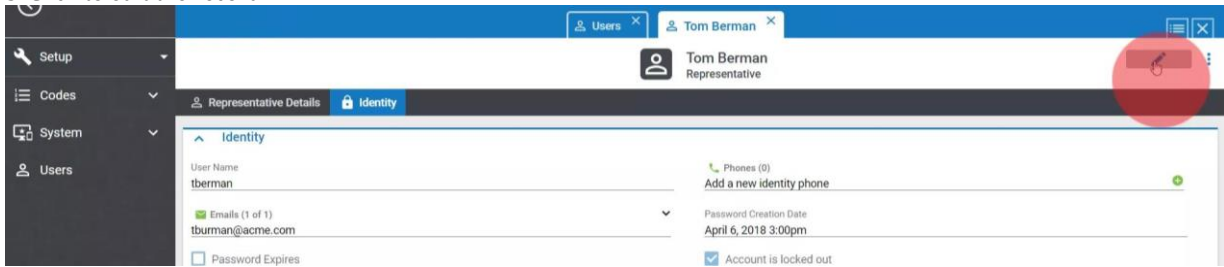 Users
Tom Berman
Setup
Tom Berman
Representative
Codes
Representative Details Identity
System
Identity
Users
User Name
tberman
Phones (0)
Add a new identity phone
Emails (1 of 1)
tburman@acme.com
Password Creation Date
April 6, 2018 3:00pm
Password Expires
Account is locked out